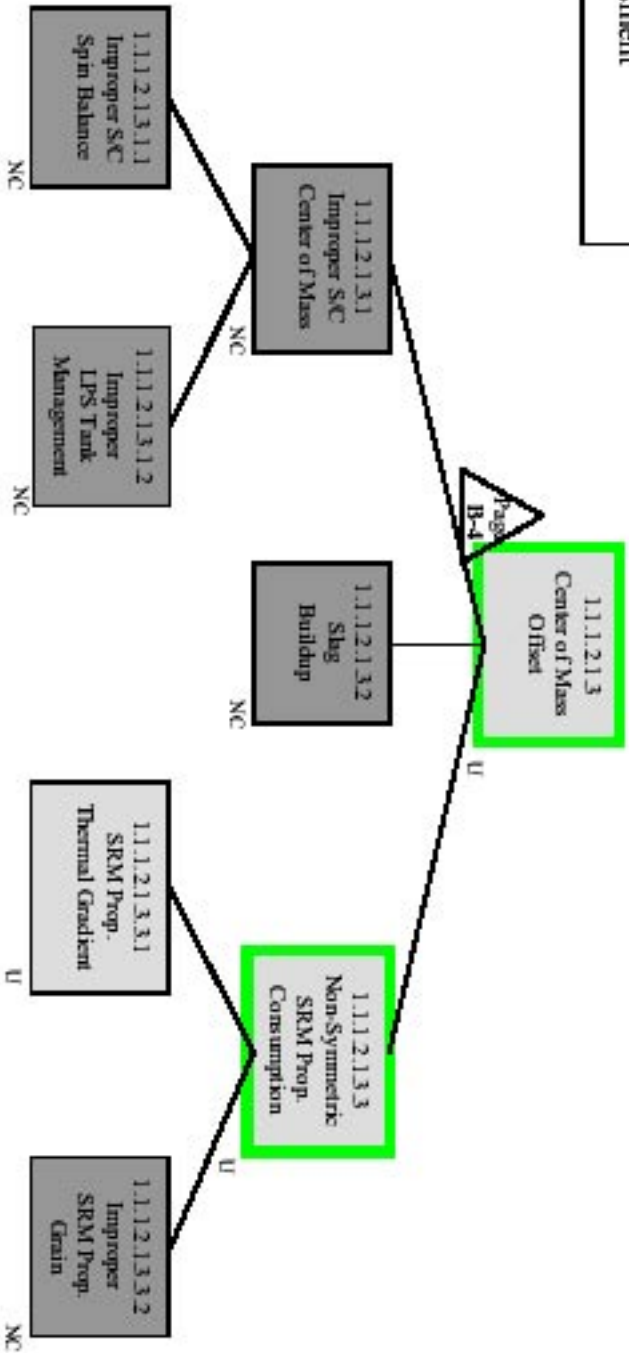 1.1.1.2.1.3
Center of Mass
Offset
U
Page
B-4
1.1.1.2.1.3.1
Improper S/C
Center of Mass
NC
1.1.1.2.1.3.2
Slag
Buildup
NC
1.1.1.2.1.3.3
Non-Symmetric
SRM Prop.
Consumption
U
1.1.1.2.1.3.1.1
Improper S/C
Spin Balance
NC
1.1.1.2.1.3.1.2
Improper
LPS Tank
Management
NC
1.1.1.2.1.3.3.1
SRM Prop.
Thermal Gradient
U
1.1.1.2.1.3.3.2
Improper
SRM Prop.
Grain
NC